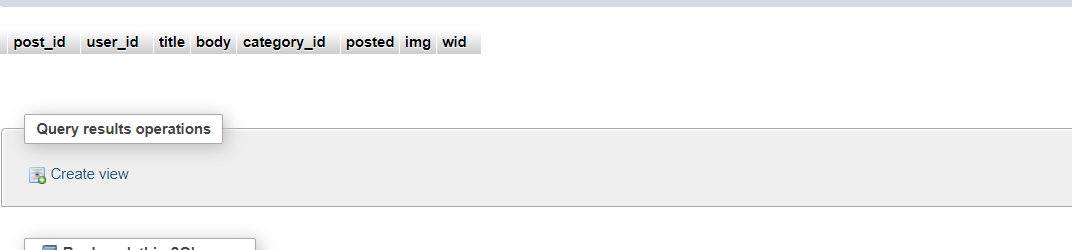 post_id user_id title body category_id posted img wid
Query results operations
Create view